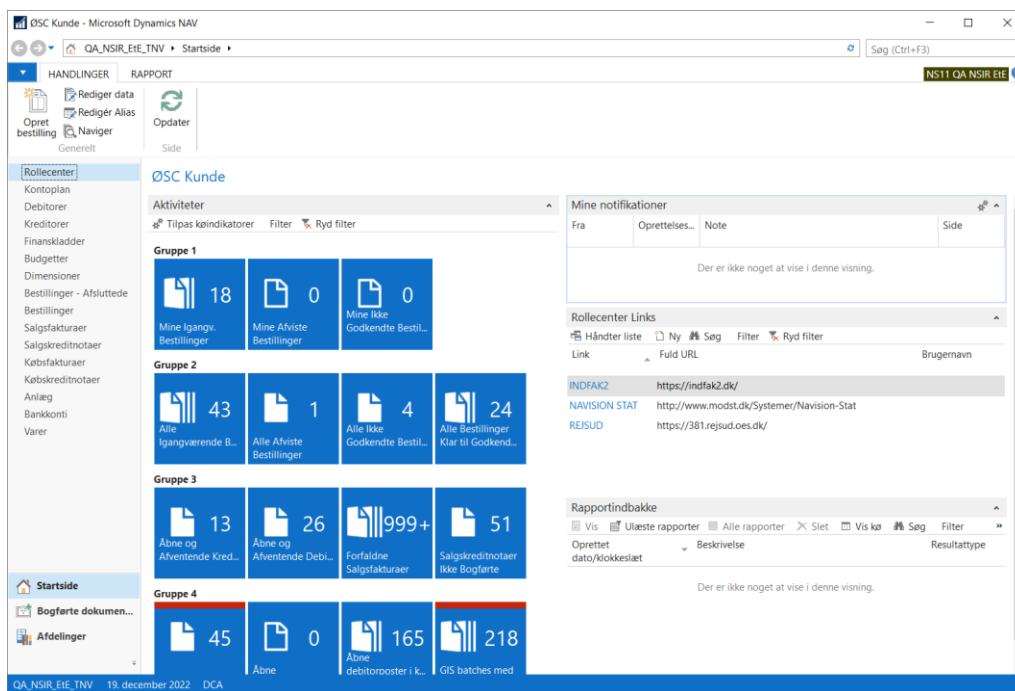 ØSC Kunde - Microsoft Dynamics NAV
QA_NSIR_EtE_TNV Startside
Søg (Ctrl+F3)
HANDLINGER RAPPORT
NS11 QA NSIR EtE
Opret bestilling
Rediger data
Redigér Alias
Naviger
Opdater
Generelt
Side
Rollecenter
Kontoplan
Debitorer
Kreditorer
Finanskladder
Budgetter
Dimensioner
Bestillinger - Afsluttede
Bestillinger
Salgsfakturaer
Salgskreditnotaer
Købsfakturaer
Købskreditnotaer
Anlæg
Bankkonti
Varer
Startside
Bogførte dokumen...
Afdelinger
ØSC Kunde
Aktiviteter
Tilpas køindikatorer Filter Ryd filter
Gruppe 1
18
Mine Igangv.
Bestillinger
0
Mine Afviste
Bestillinger
0
Mine Ikke
Godkendte Bestil...
Gruppe 2
43
Alle
Igangværende B...
1
Alle Afviste
Bestillinger
4
Alle Ikke
Godkendte Bestil...
24
Alle Bestillinger
Klar til Godkend...
Gruppe 3
13
Åbne og
Afventende Kred...
26
Åbne og
Afventende Debi...
999+
Forfaldne
Salgsfakturaer
51
Salgskreditnotaer
Ikke Bogførte
Gruppe 4
45
0
Åbne
165
Åbne
debitorposter i k...
218
GIS batches med
Mine notifikationer
Fra Oprettelses... Note Side
Der er ikke noget at vise i denne visning.
Rollecenter Links
Håndter liste Ny Søg Filter Ryd filter
Link Fuld URL Brugernavn
INDFAK2 https://indfak2.dk/
NAVISION STAT http://www.modst.dk/Systemer/Navision-Stat
REJSUD https://381.rejsud.oes.dk/
Rapportindbakke
Vis Ulæste rapporter Alle rapporter Slet Vis kø Søg Filter
Oprettet
dato/klokkeslæt
Beskrivelse Resultattype
Der er ikke noget at vise i denne visning.
QA_NSIR_EtE_TNV 19. december 2022 DCA